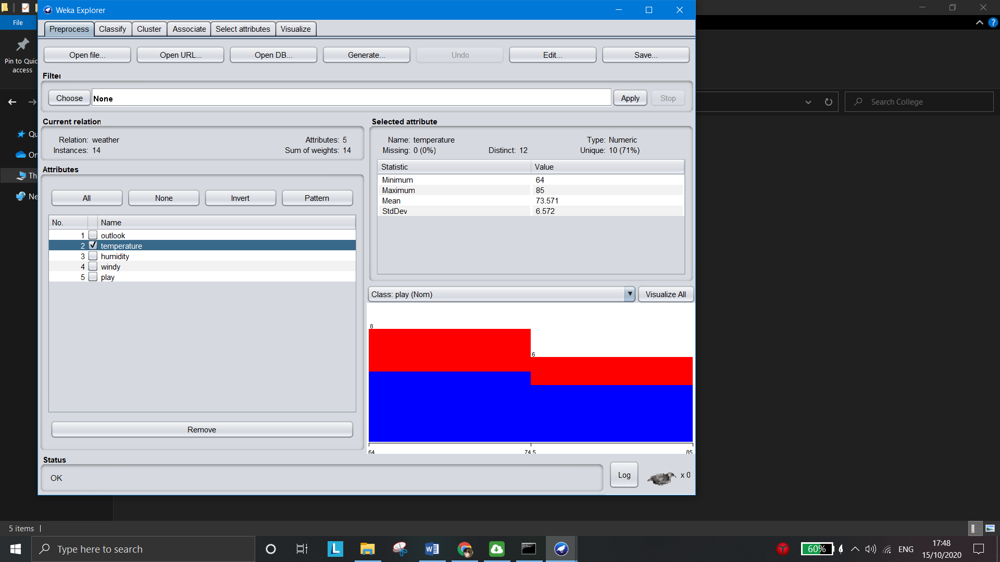 Weka Explorer
File
Preprocess Classify Cluster Associate Select attributes Visualize
Pin to Quic
access
Open file... Open URL... Open DB... Generate... Undo Edit... Save...
Filter
Choose None Apply Stop
Search College
Current relation
Relation: weather Attributes: 5
Instances: 14 Sum of weights: 14
Selected attribute
Name: temperature Type: Numeric
Missing: 0 (0%) Distinct: 12 Unique: 10 (71%)
Statistic Value
Minimum 64
Maximum 85
Mean 73.571
StdDev 6.572
Qu
On
Th
Ne
Attributes
All None Invert Pattern
No. Name
1 outlook
2 temperature
3 humidity
4 windy
5 play
Remove
Class: play (Nom) Visualize All
8
6
64 74.5 85
Status
OK
Log x 0
5 items
Type here to search
L
W
60%
ENG
17:48
15/10/2020